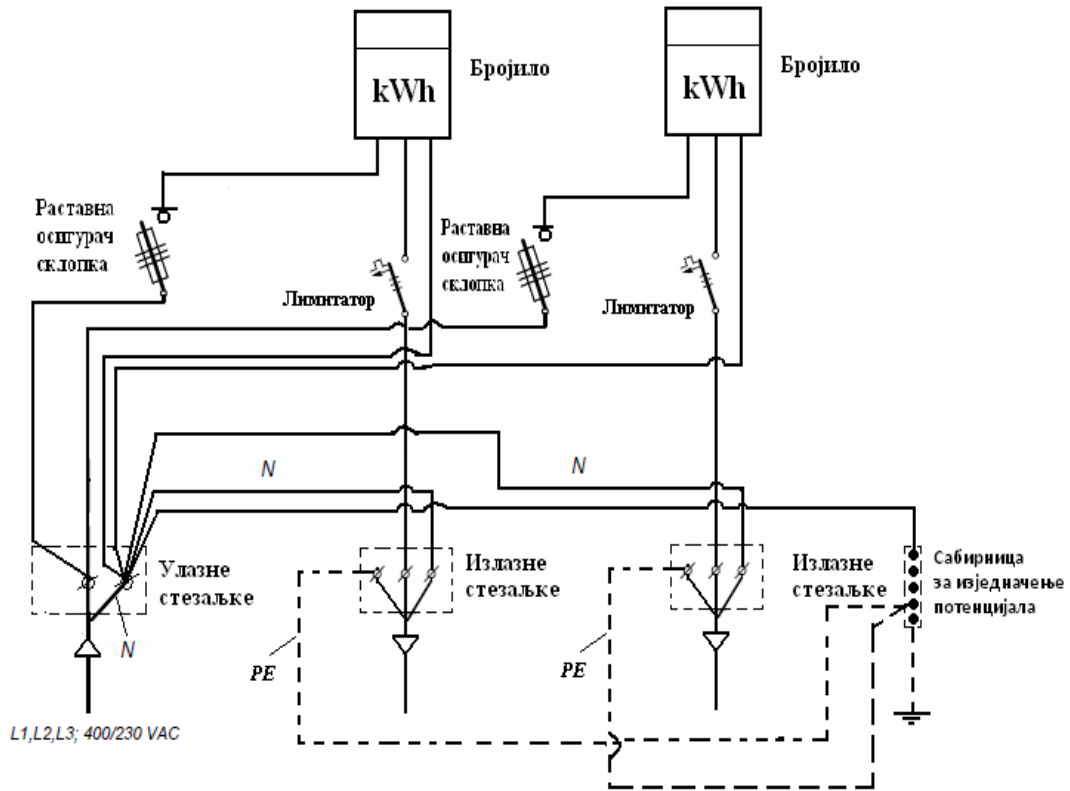 Бројило
kWh
Бројило
kWh
Раставна
осигурач
склопка
Лимитатор
Раставна
осигурач
склопка
Лимитатор
N
N
Улазне
стезаљке
Излазне
стезаљке
Излазне
стезаљке
Сабирница
за изједначење
потенцијала
N
PE
PE
L1,L2,L3; 400/230 VAC